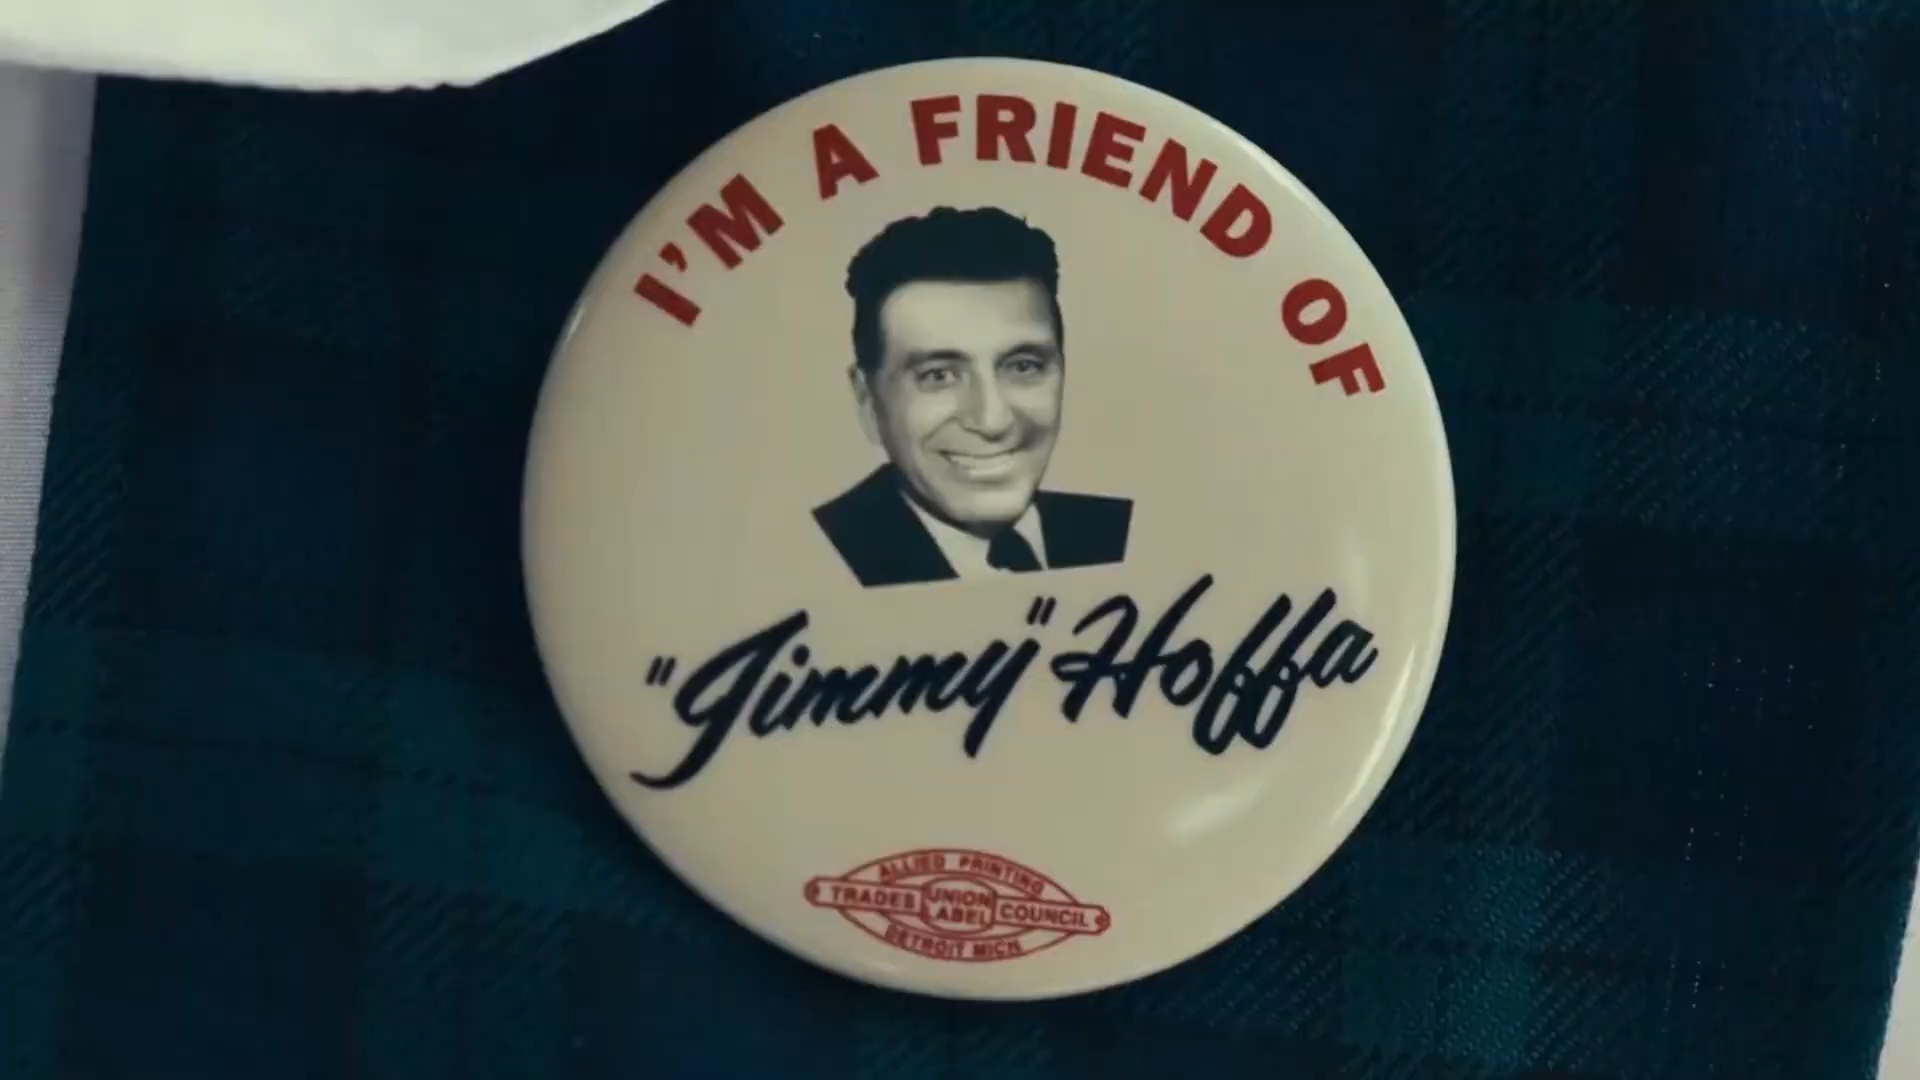 I'M A FRIEND OF
"Jimmy" Hoffa
ALLIED PRINTING
TRADES UNION LABEL COUNCIL
DETROIT MICH